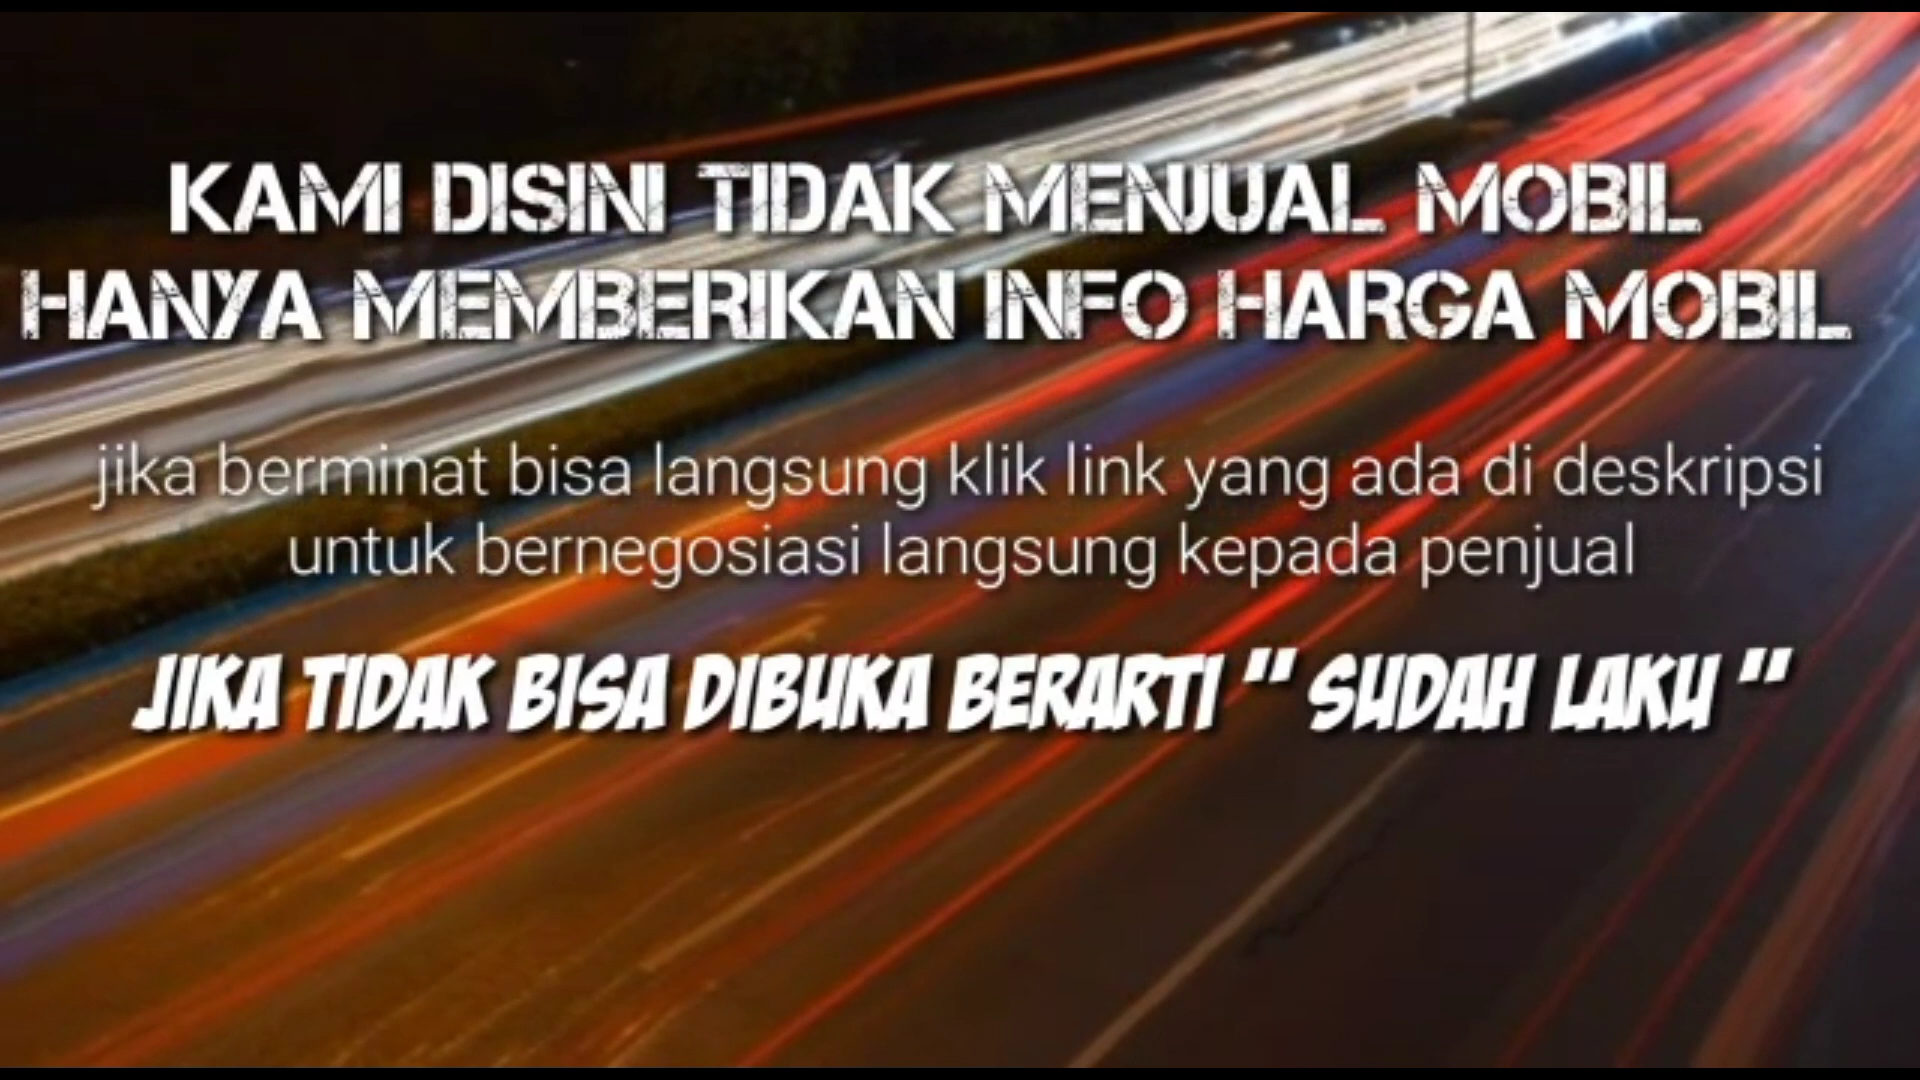 KAMI DISINI TIDAK MENJUAL MOBIL
HANYA MEMBERIKAN INFO HARGA MOBIL
jika berminat bisa langsung klik link yang ada di deskripsi
untuk bernegosiasi langsung kepada penjual
JIKA TIDAK BISA DIBUKA BERARTI " SUDAH LAKU "